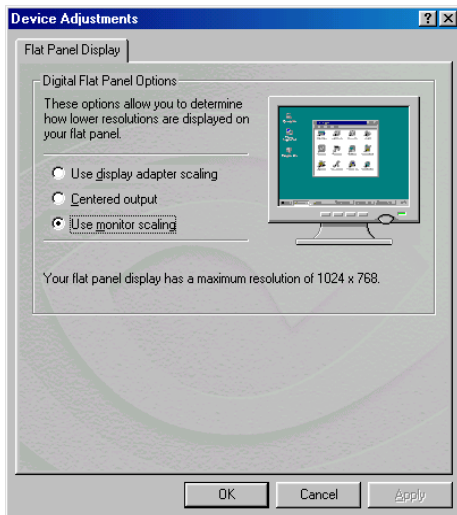 Device Adjustments
Flat Panel Display
Digital Flat Panel Options
These options allow you to determine
how lower resolutions are displayed on
your flat panel.
Use display adapter scaling
Centered output
Use monitor scaling
Your flat panel display has a maximum resolution of 1024 x 768.
OK
Cancel
Apply